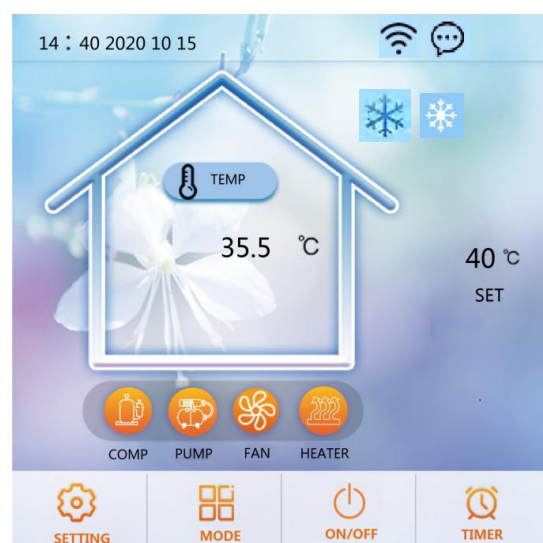 14：40 2020 10 15
TEMP
35.5 ℃
40 ℃
SET
COMP PUMP FAN HEATER
SETTING MODE ON/OFF TIMER